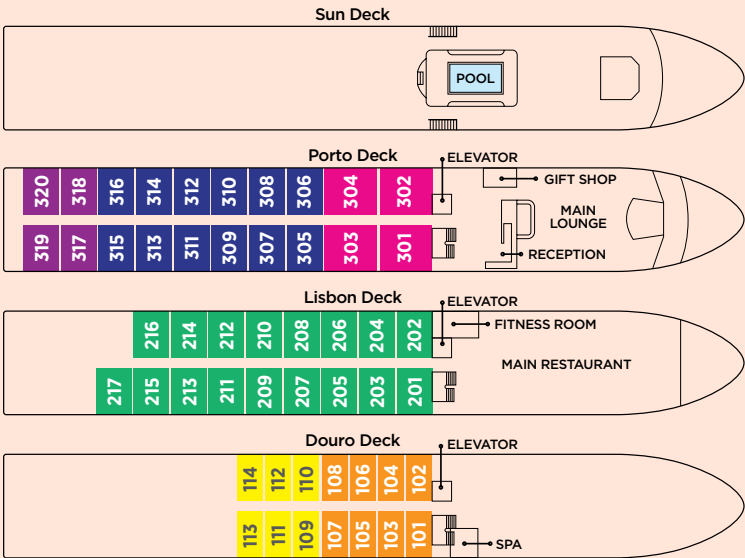 Sun Deck
POOL
Porto Deck
ELEVATOR
320 318 316 314 312 310 308 306 304 302
GIFT SHOP
MAIN
LOUNGE
319 317 315 313 311 309 307 305 303 301
RECEPTION
Lisbon Deck
ELEVATOR
216 214 212 210 208 206 204 202
FITNESS ROOM
MAIN RESTAURANT
217 215 213 211 209 207 205 203 201
Douro Deck
ELEVATOR
114 112 110 108 106 104 102
113 111 109 107 105 103 101
SPA